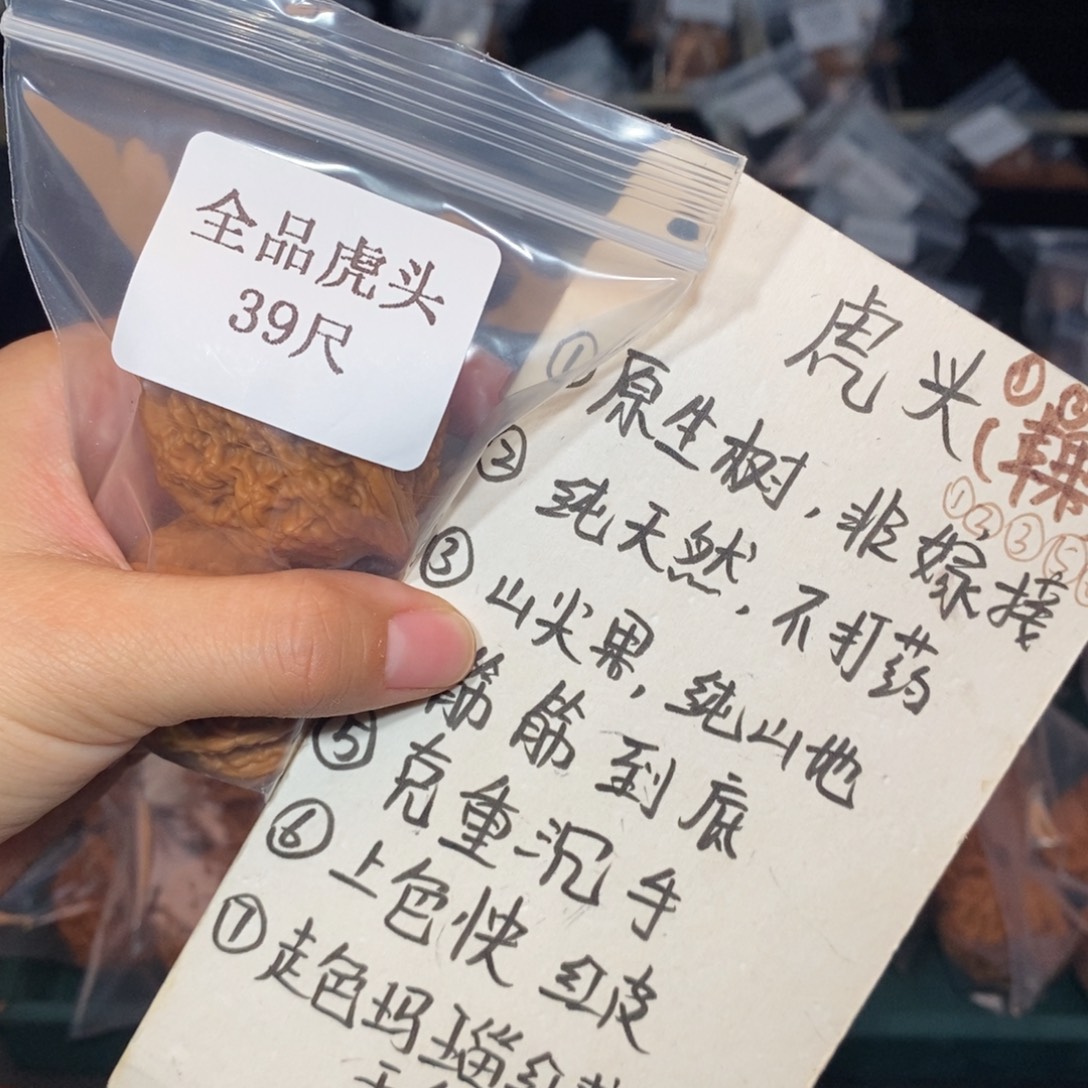 全品虎头
39尺
虎头
① 原生树,非嫁接
② 纯天然,不打药
③ 山尖果,纯山地
筋筋到底
⑤ 克重沉手
⑥ 上色快 红皮
⑦ 走色玛瑙红